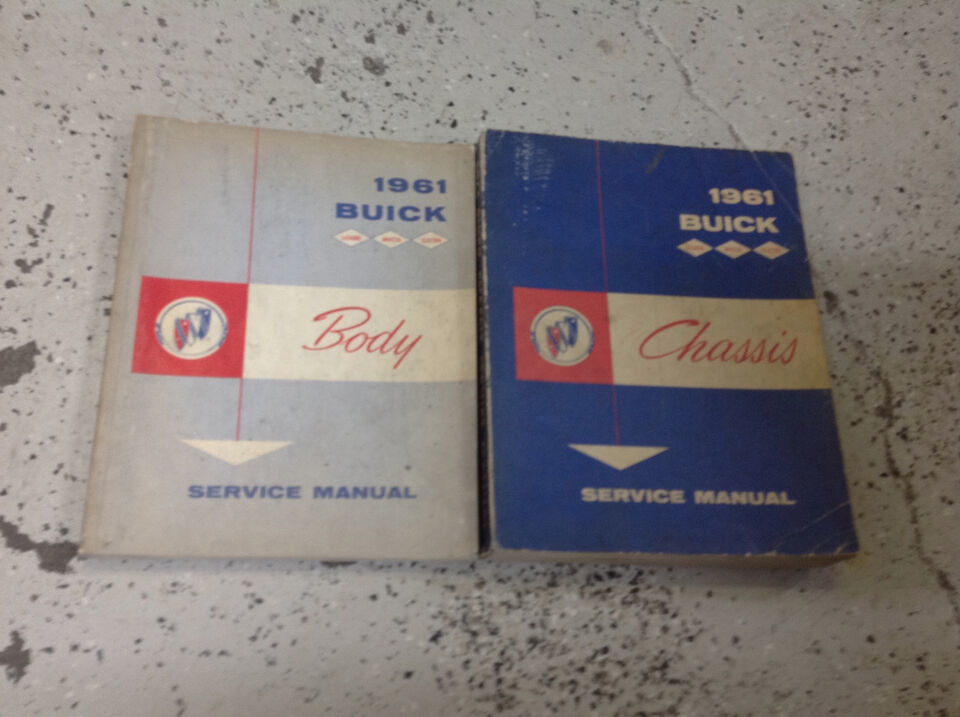 1961
BUICK
Body
SERVICE MANUAL
1961
BUICK
Chassis
SERVICE MANUAL